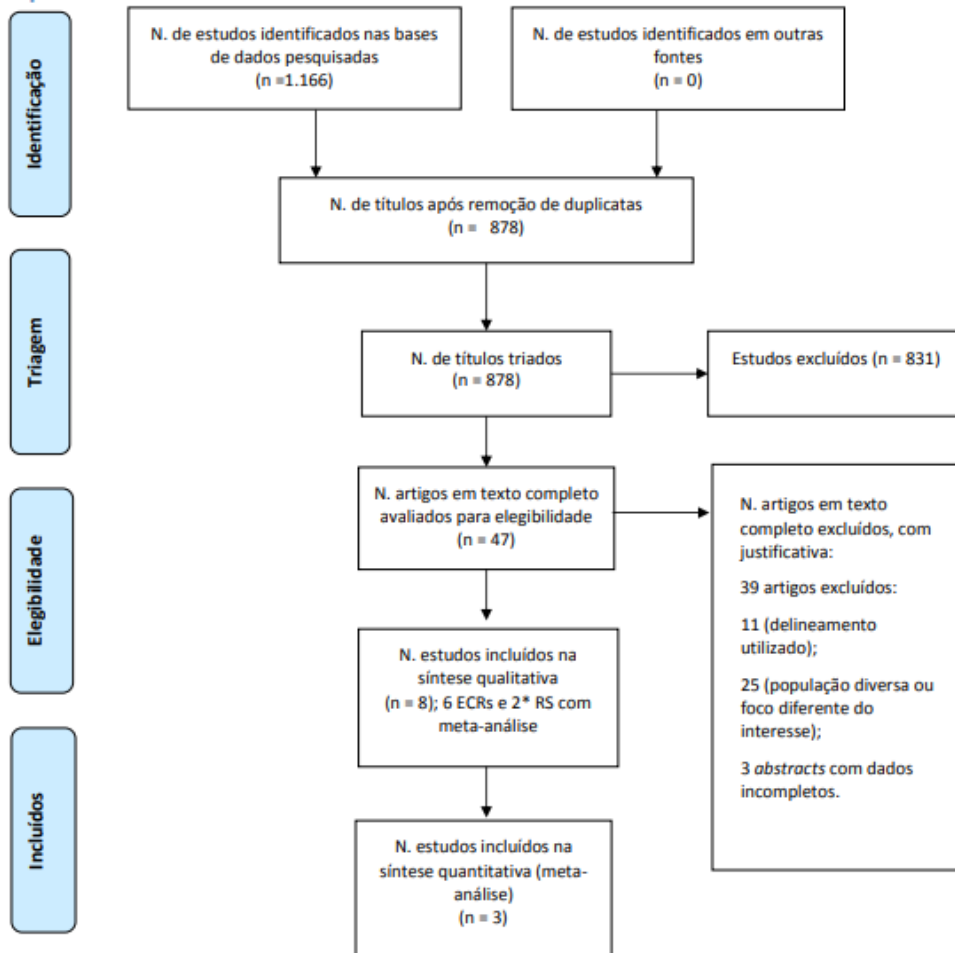 Identificação
N. de estudos identificados nas bases
de dados pesquisadas
(n =1.166)
N. de estudos identificados em outras
fontes
(n = 0)
N. de títulos após remoção de duplicatas
(n = 878)
Triagem
N. de títulos triados
(n = 878)
Estudos excluídos (n = 831)
Elegibilidade
N. artigos em texto completo
avaliados para elegibilidade
(n = 47)
N. artigos em texto
completo excluídos, com
justificativa:
39 artigos excluídos:
11 (delineamento
utilizado);
25 (população diversa ou
foco diferente do
interesse);
3 abstracts com dados
incompletos.
N. estudos incluídos na
síntese qualitativa
(n = 8); 6 ECRs e 2* RS com
meta-análise
Incluídos
N. estudos incluídos na
síntese quantitativa (meta-
análise)
(n = 3)